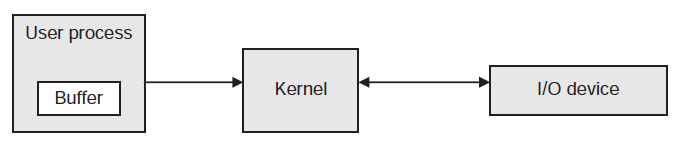 User process
Buffer
Kernel
I/O device